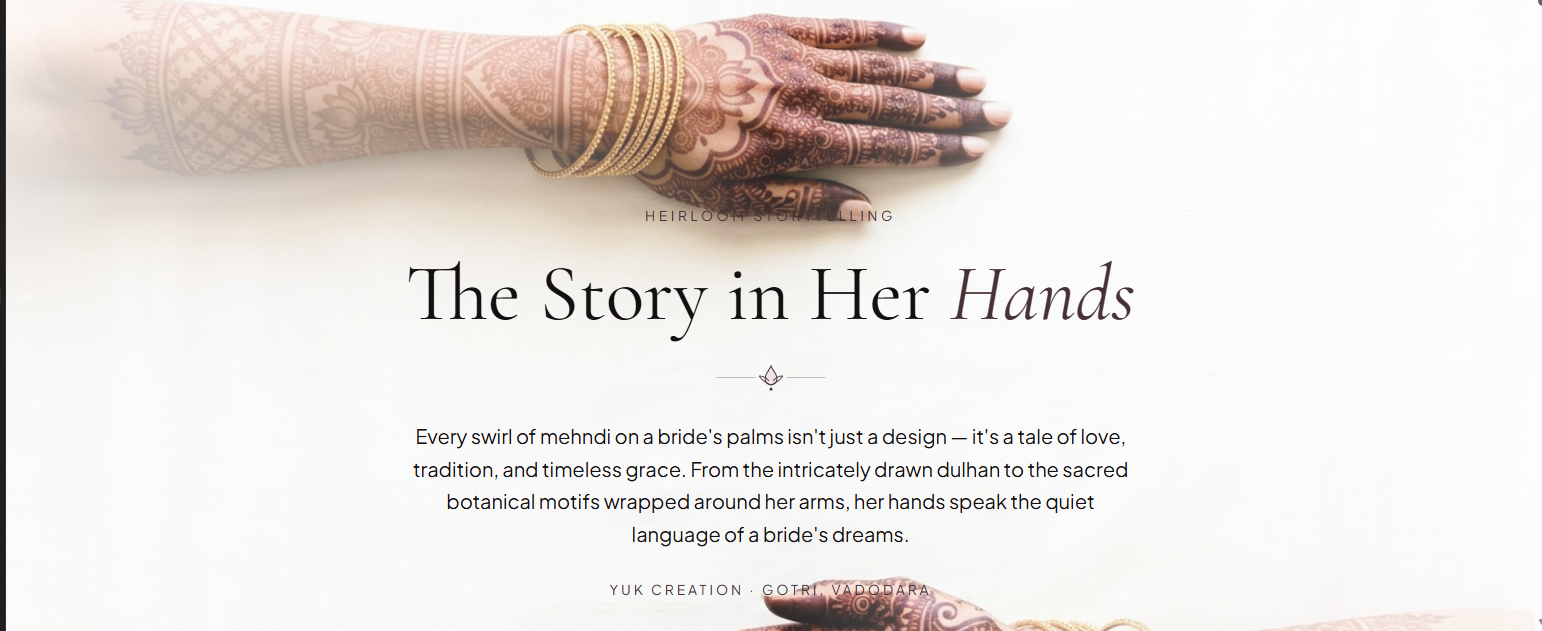 HEIRLOOM STORYTELLING
The Story in Her Hands
Every swirl of mehndi on a bride's palms isn't just a design — it's a tale of love,
tradition, and timeless grace. From the intricately drawn dulhan to the sacred
botanical motifs wrapped around her arms, her hands speak the quiet
language of a bride's dreams.
YUK CREATION · GOTRI, VADODARA